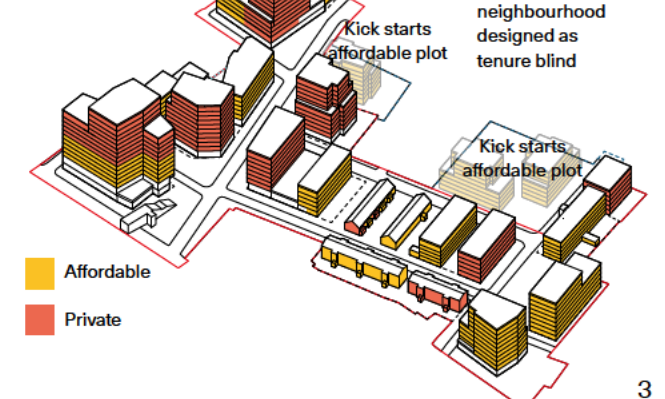 neighbourhood
designed as
tenure blind
Kick starts
affordable plot
Kick starts
affordable plot
Affordable
Private
3